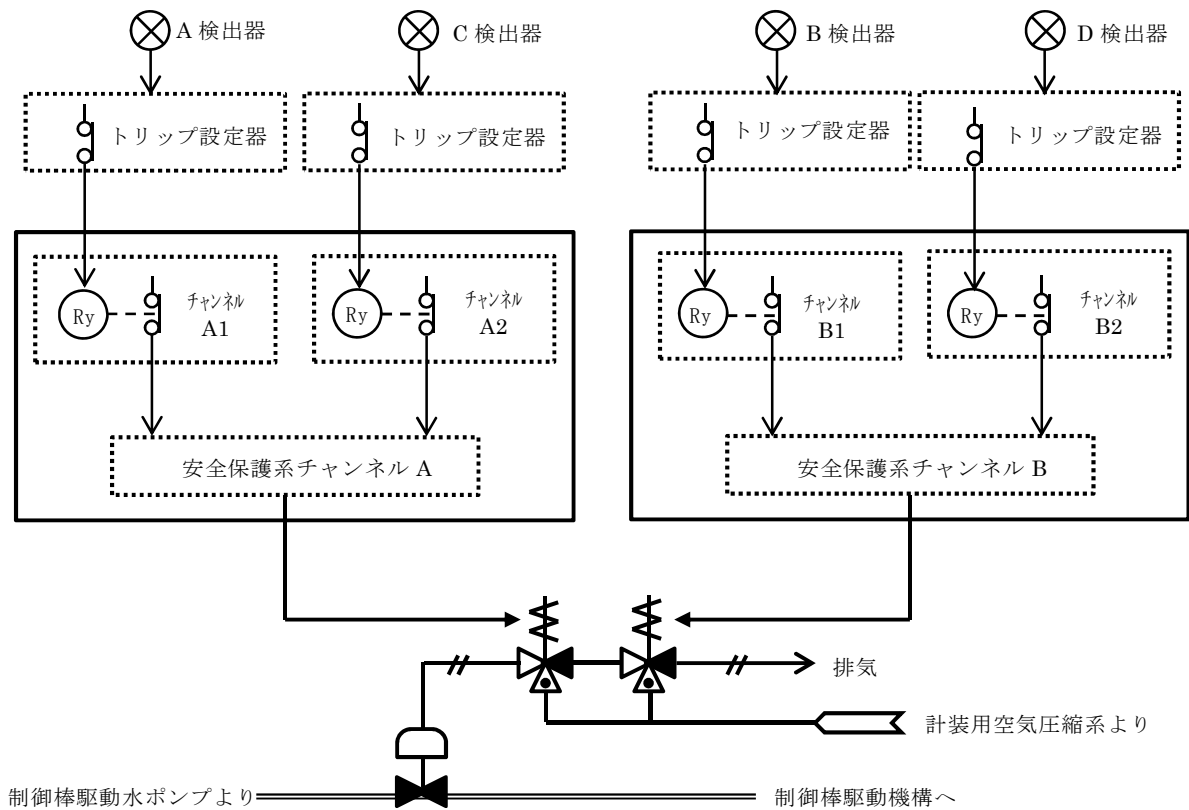 A 検出器
C 検出器
B 検出器
D 検出器
トリップ設定器
トリップ設定器
トリップ設定器
トリップ設定器
Ry
チャンネル
A1
Ry
チャンネル
A2
Ry
チャンネル
B1
Ry
チャンネル
B2
安全保護系チャンネル A
安全保護系チャンネル B
排気
計装用空気圧縮系より
制御棒駆動水ポンプより
制御棒駆動機構へ